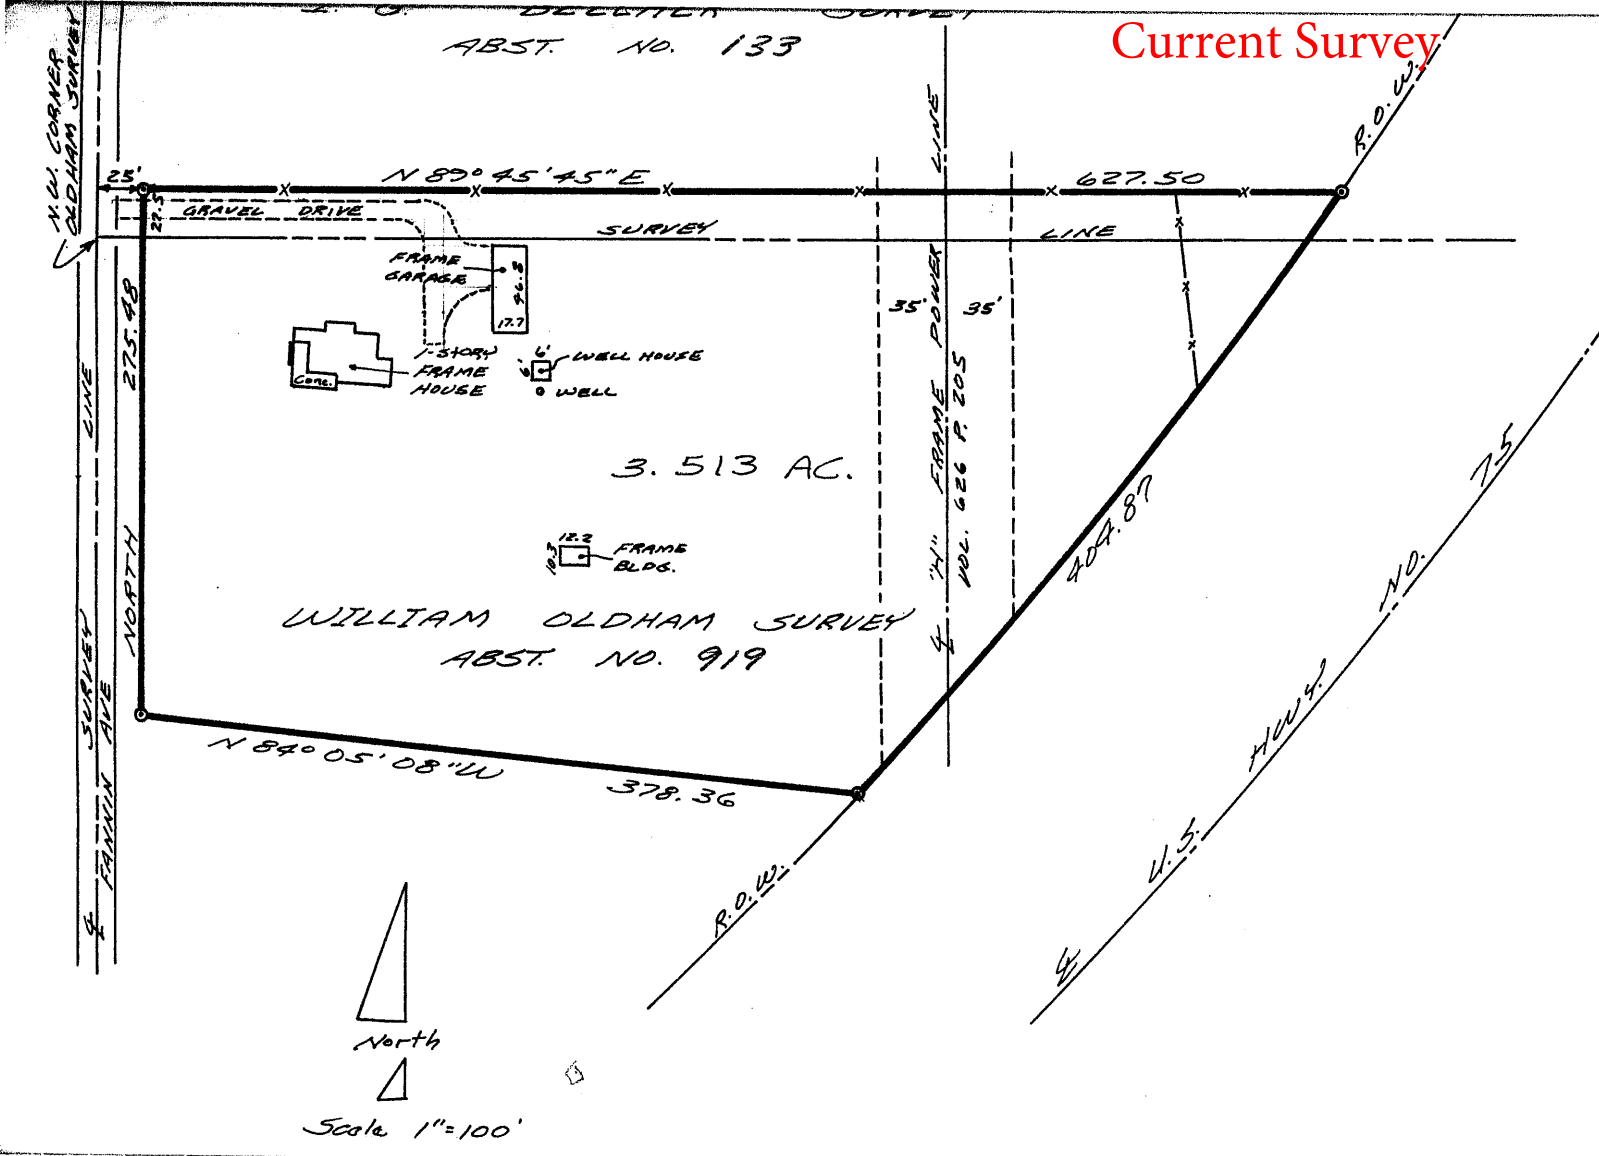 SURVEY
ABST. NO. 133
Current Survey
N.W. CORNER
OLDHAM SURVEY
R.O.W.
25'
N 89° 45' 45" E
627.50
22.5
GRAVEL DRIVE
SURVEY LINE
FRAME
GARAGE
46.8
17.7
35' 35'
275.48
NORTH
Conc.
1-STORY
FRAME
HOUSE
6'
6'
WELL HOUSE
WELL
℄ "H" FRAME POWER LINE
VOL. 626 P. 205
3.513 AC.
404.87
12.2
10.3
FRAME
BLDG.
WILLIAM OLDHAM SURVEY
ABST. NO. 919
℄ SURVEY LINE
FANNIN AVE
N 84° 05' 08" W
378.36
R.O.W.
℄ U.S. HWY. NO. 75
North
Scale 1"=100'